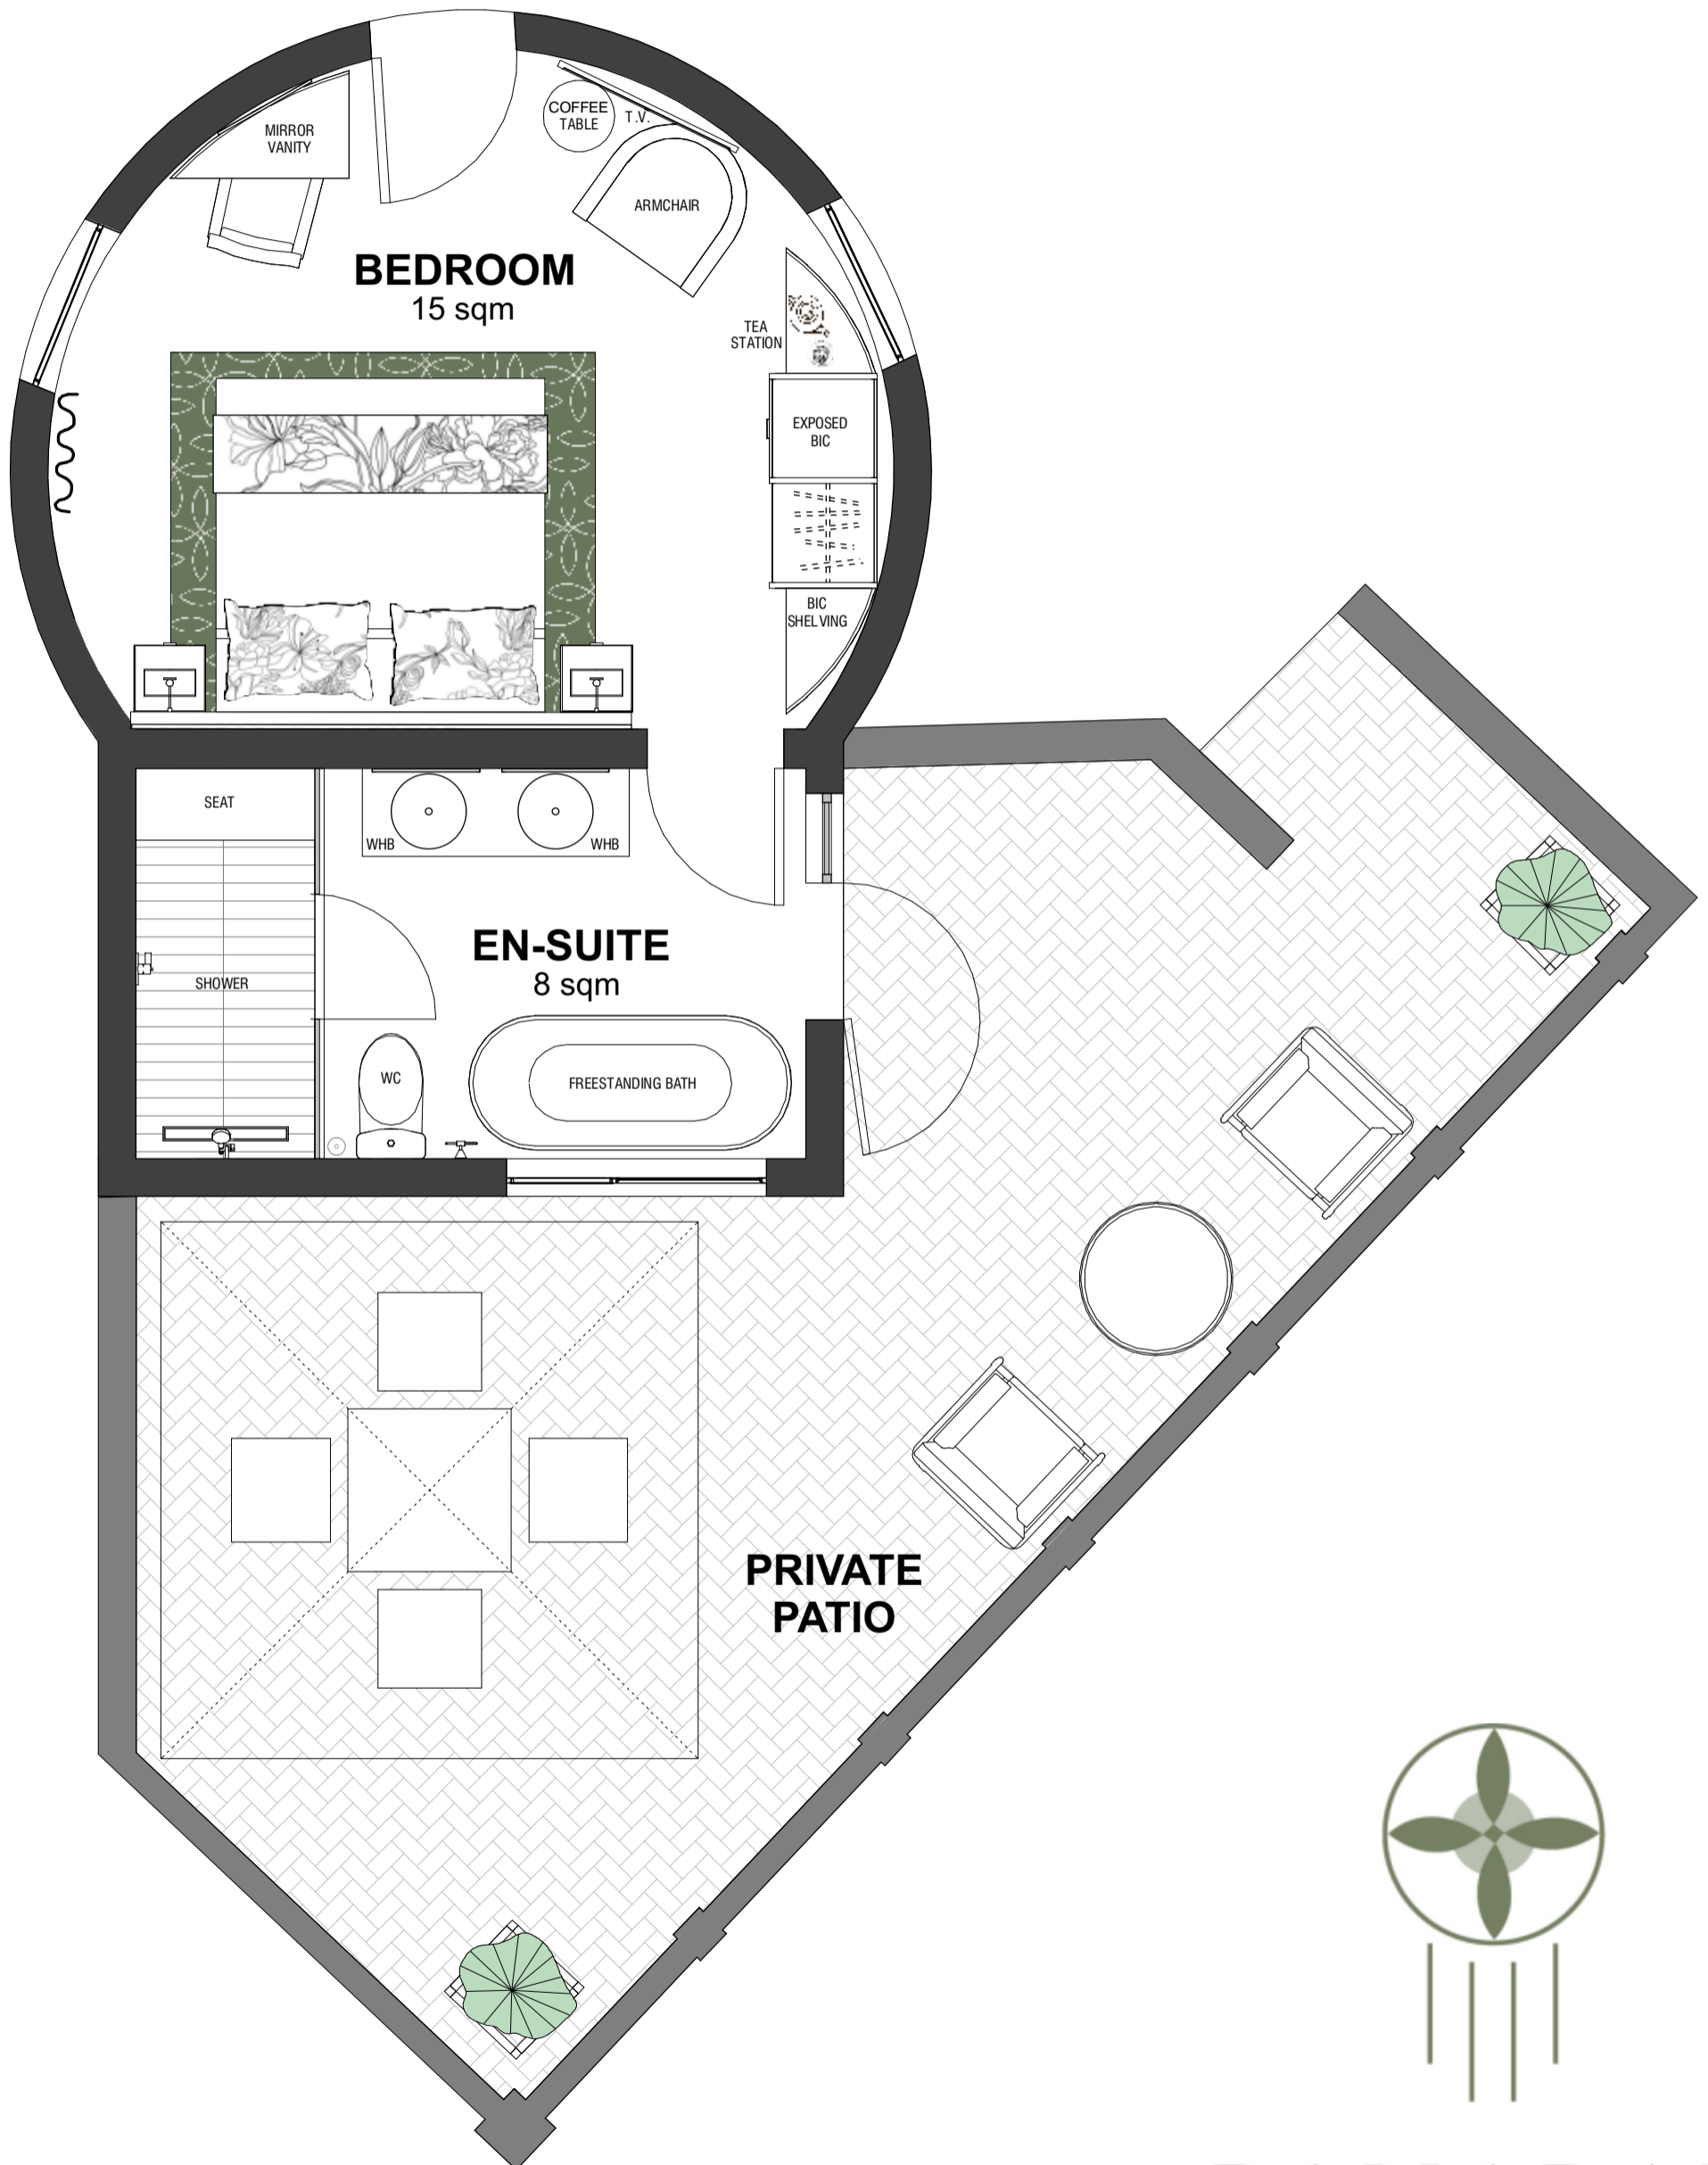 MIRROR
VANITY
COFFEE
TABLE
T.V.
ARMCHAIR
BEDROOM
15 sqm
TEA
STATION
EXPOSED
BIC
BIC
SHELVING
SEAT
WHB
WHB
EN-SUITE
8 sqm
SHOWER
WC
FREESTANDING BATH
PRIVATE
PATIO